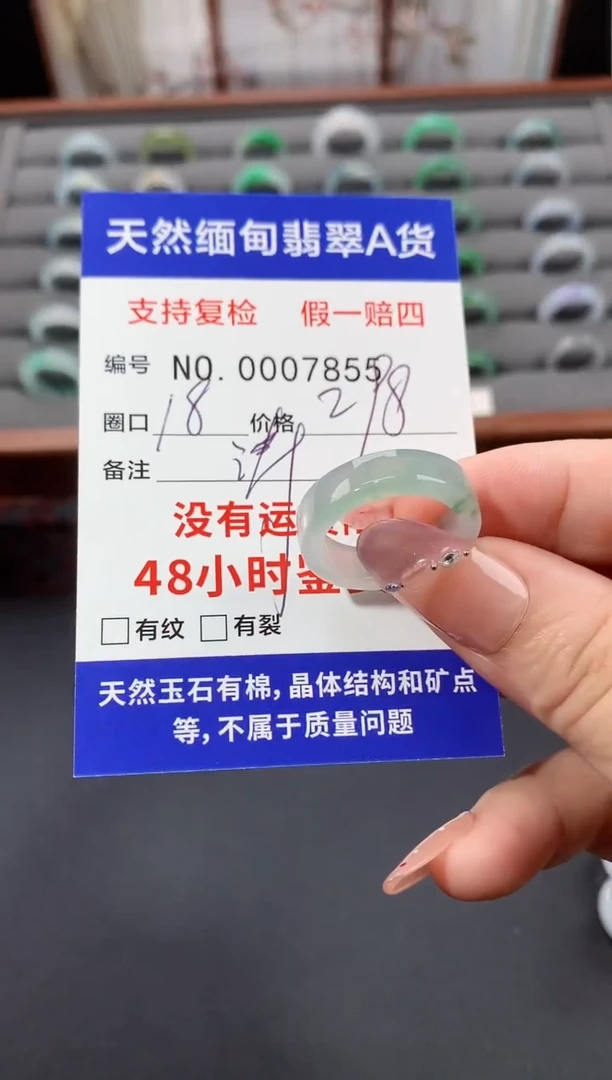 天然缅甸翡翠A货
支持复检 假一赔四
编号 NO. 0007855
圈口 18 价格 298
备注
没有运
48小时鉴
有纹 有裂
天然玉石有棉,晶体结构和矿点
等,不属于质量问题